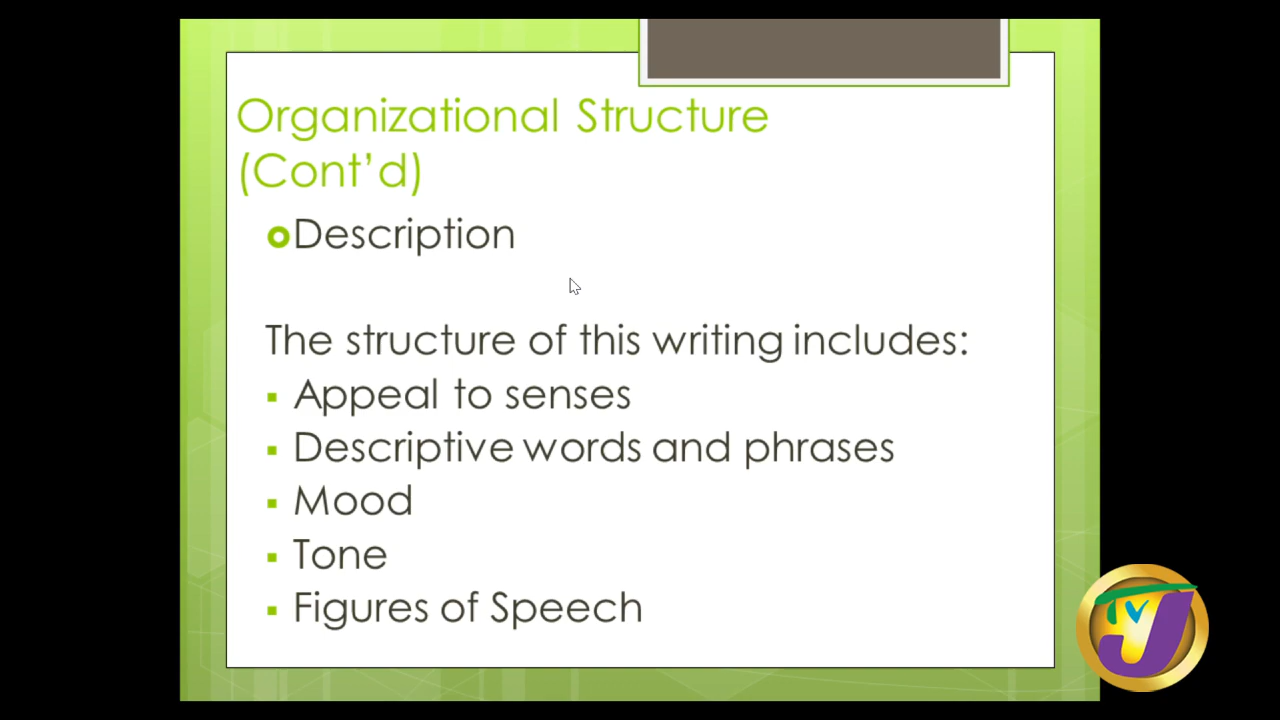 Organizational Structure
(Cont’d)
Description
The structure of this writing includes:
Appeal to senses
Descriptive words and phrases
Mood
Tone
Figures of Speech
TVJ